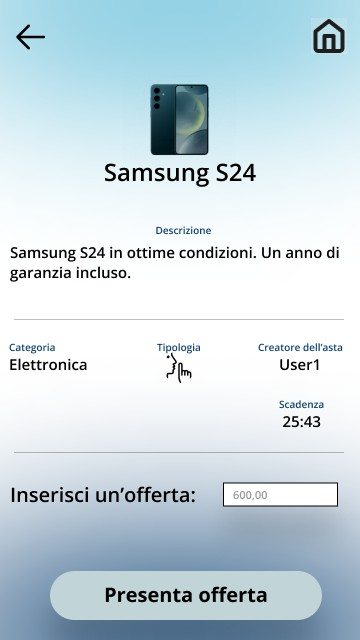 Samsung S24
Descrizione
Samsung S24 in ottime condizioni. Un anno di
garanzia incluso.
Categoria
Elettronica
Tipologia
Creatore dell’asta
User1
Scadenza
25:43
Inserisci un’offerta:
600,00
Presenta offerta